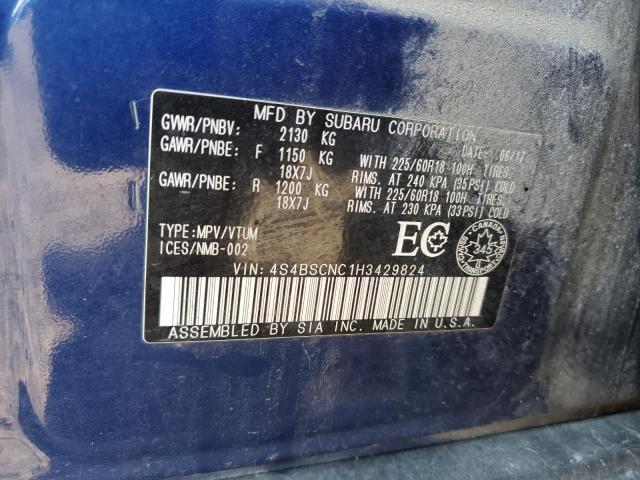 MFD BY SUBARU CORPORATION
GVWR/PNBV: 2130 KG DATE: 06/17
GAWR/PNBE: F 1150 KG WITH 225/60R18 100H TIRES.
18X7J RIMS. AT 240 KPA (35PSI) COLD
GAWR/PNBE: R 1200 KG WITH 225/60R18 100H TIRES.
18X7J RIMS. AT 230 KPA (33PSI) COLD
TYPE:MPV/VTUM
ICES/NMB-002
EC
CANADA
345
TRANSPORT
VIN: 4S4BSCNC1H3429824
ASSEMBLED BY SIA INC. MADE IN U.S.A.